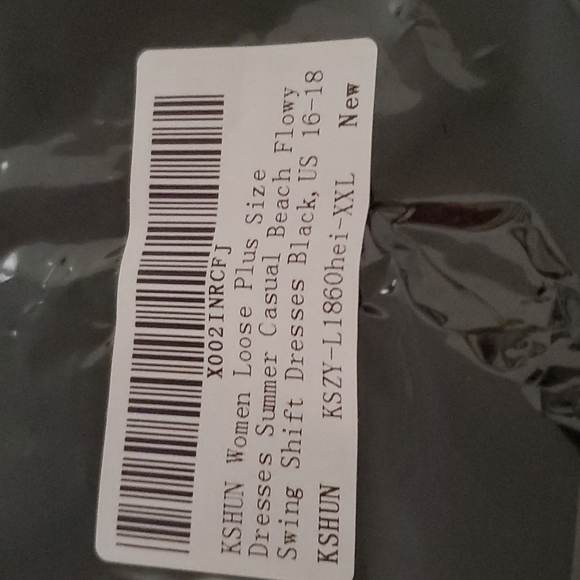 X002INRCFJ
KSHUN Women Loose Plus Size
Dresses Summer Casual Beach Flowy
Swing Shift Dresses Black, US 16-18
KSHUN KSZY-L1860hei-XXL New